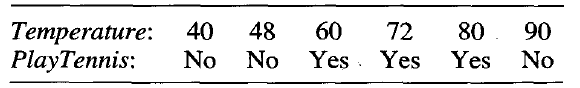 Temperature: 40 48 60 72 80 90
PlayTennis: No No Yes Yes Yes No